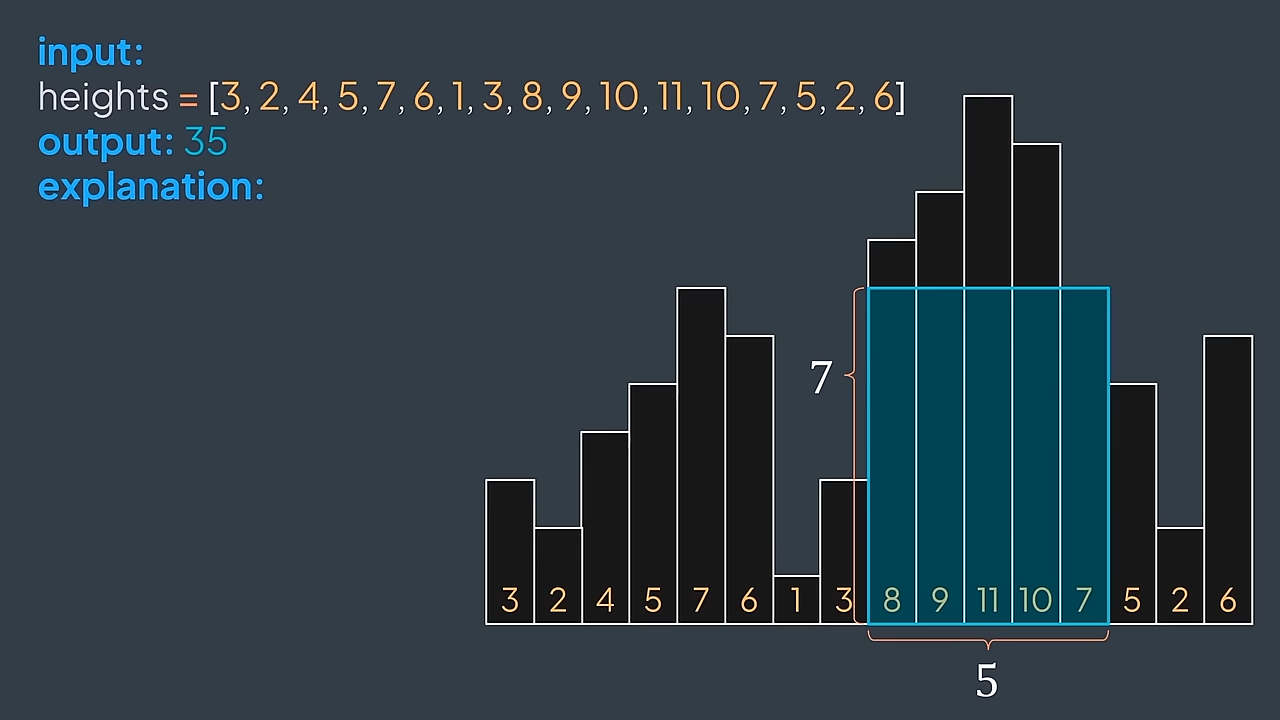 input:
heights = [3, 2, 4, 5, 7, 6, 1, 3, 8, 9, 10, 11, 10, 7, 5, 2, 6]
output: 35
explanation:
7
3 2 4 5 7 6 1 3 8 9 11 10 7 5 2 6
5